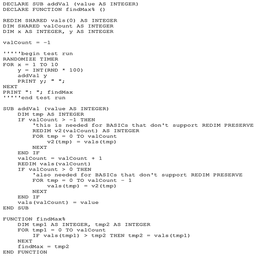 DECLARE SUB addVal (value AS INTEGER)
DECLARE FUNCTION findMax% ()
REDIM SHARED vals(0) AS INTEGER
DIM SHARED valCount AS INTEGER
DIM x AS INTEGER, y AS INTEGER
valCount = -1
'''''begin test run
RANDOMIZE TIMER
FOR x = 1 TO 10
y = INT(RND * 100)
addVal y
PRINT y; " ";
NEXT
PRINT ": "; findMax
'''''end test run
SUB addVal (value AS INTEGER)
DIM tmp AS INTEGER
IF valCount > -1 THEN
'this is needed for BASICs that don't support REDIM PRESERVE
REDIM v2(valCount) AS INTEGER
FOR tmp = 0 TO valCount
v2(tmp) = vals(tmp)
NEXT
END IF
valCount = valCount + 1
REDIM vals(valCount)
IF valCount > 0 THEN
'also needed for BASICs that don't support REDIM PRESERVE
FOR tmp = 0 TO valCount - 1
vals(tmp) = v2(tmp)
NEXT
END IF
vals(valCount) = value
END SUB
FUNCTION findMax%
DIM tmp1 AS INTEGER, tmp2 AS INTEGER
FOR tmp1 = 0 TO valCount
IF vals(tmp1) > tmp2 THEN tmp2 = vals(tmp1)
NEXT
findMax = tmp2
END FUNCTION